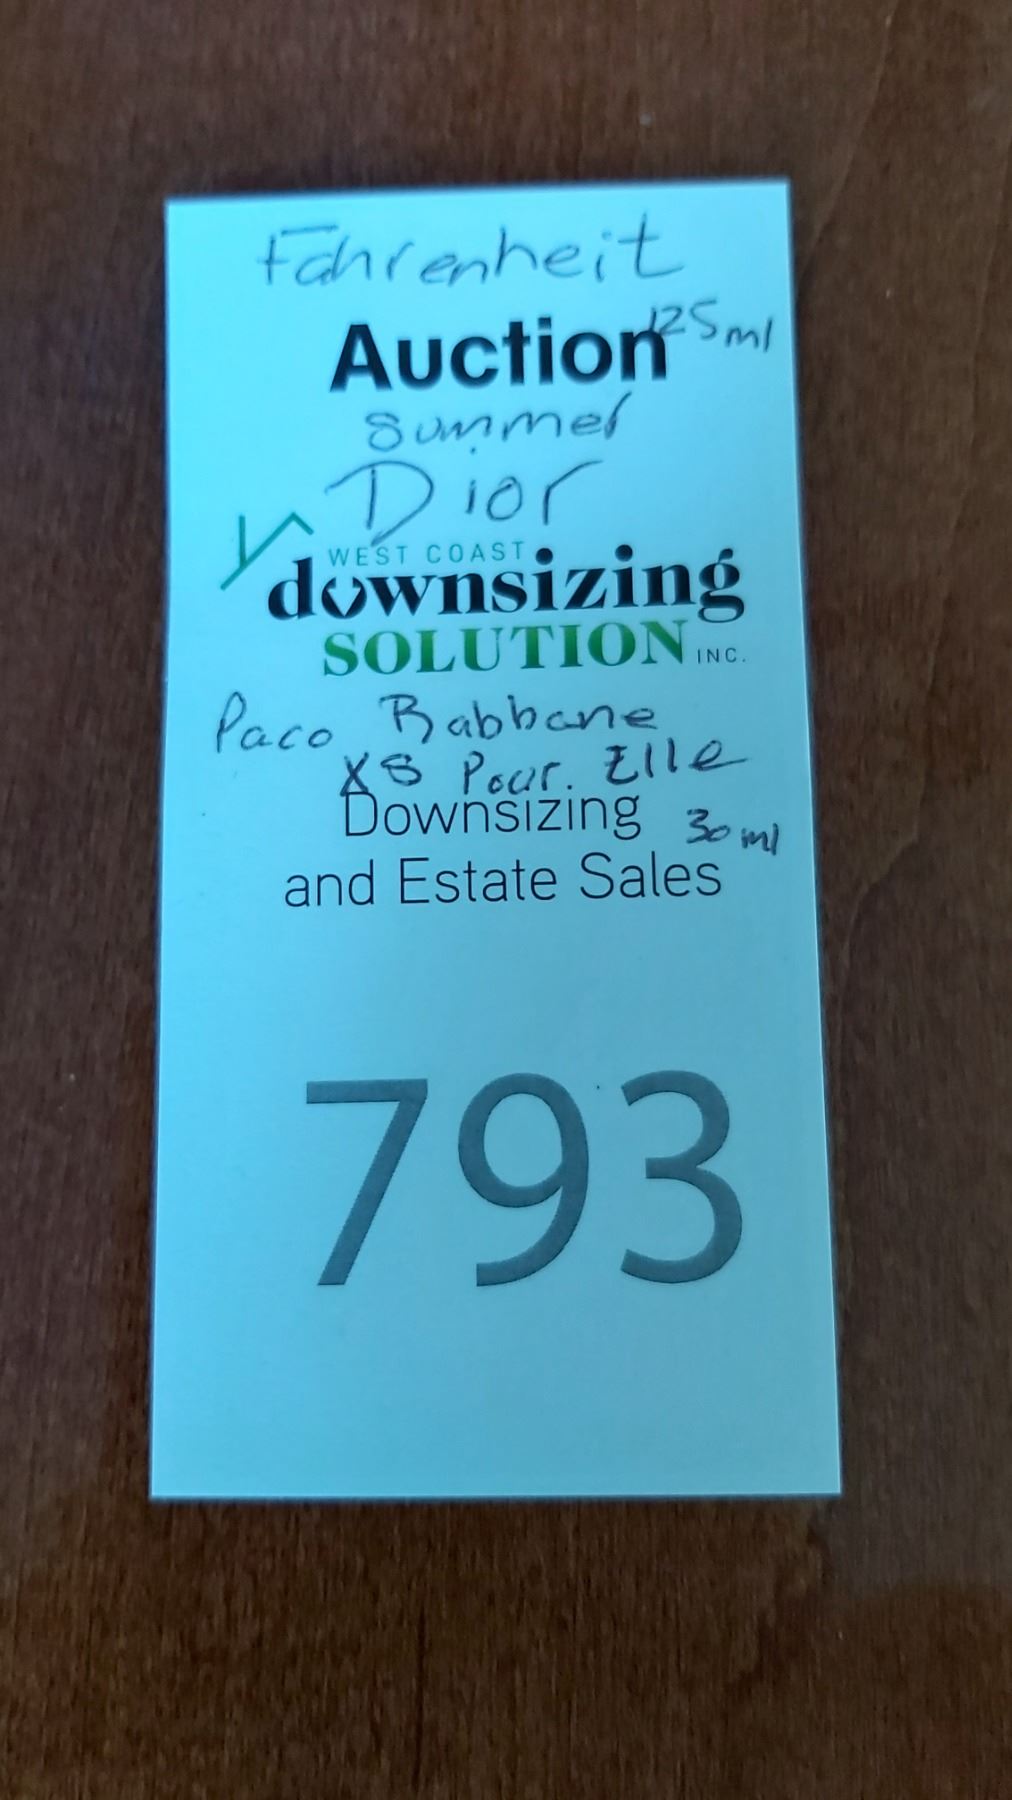 Fahrenheit
125ml
Auction
summer
Dior
WEST COAST
downsizing
SOLUTION INC.
Paco Rabbane
XS Pour. Elle
30ml
Downsizing
and Estate Sales
793